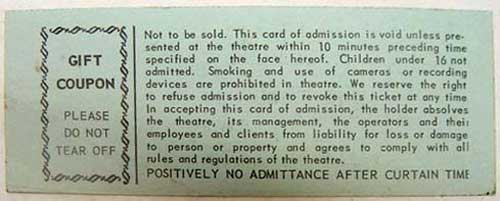 GIFT
COUPON
PLEASE
DO NOT
TEAR OFF
Not to be sold. This card of admission is void unless pre-
sented at the theatre within 10 minutes preceding time
specified on the face hereof. Children under 16 not
admitted. Smoking and use of cameras or recording
devices are prohibited in theatre. We reserve the right
to refuse admission and to revoke this ticket at any time
In accepting this card of admission, the holder absolves
the theatre, its management, the operators and their
employees and clients from liability for loss or damage
to person or property and agrees to comply with all
rules and regulations of the theatre.
POSITIVELY NO ADMITTANCE AFTER CURTAIN TIME